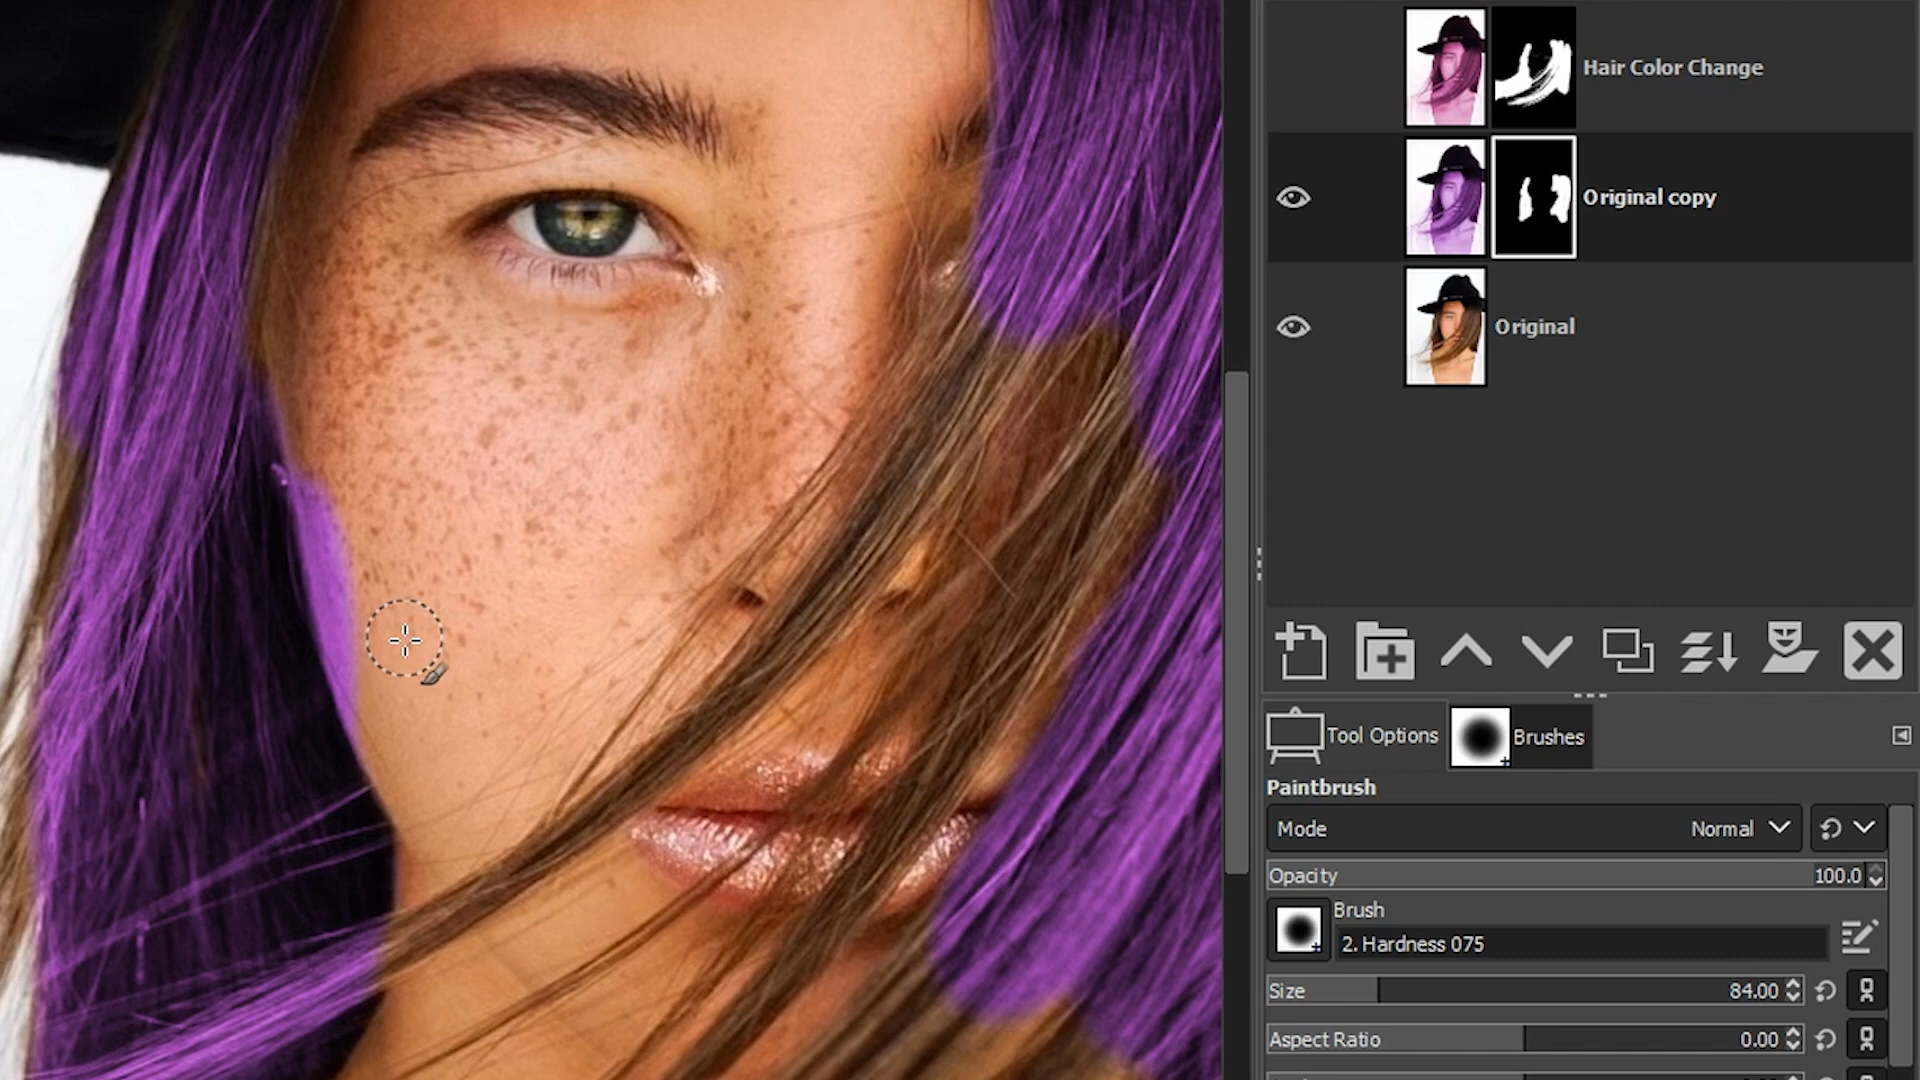 Hair Color Change
Original copy
Original
Tool Options
Brushes
Paintbrush
Mode Normal
Opacity 100.0
Brush
2. Hardness 075
Size 84.00
Aspect Ratio 0.00